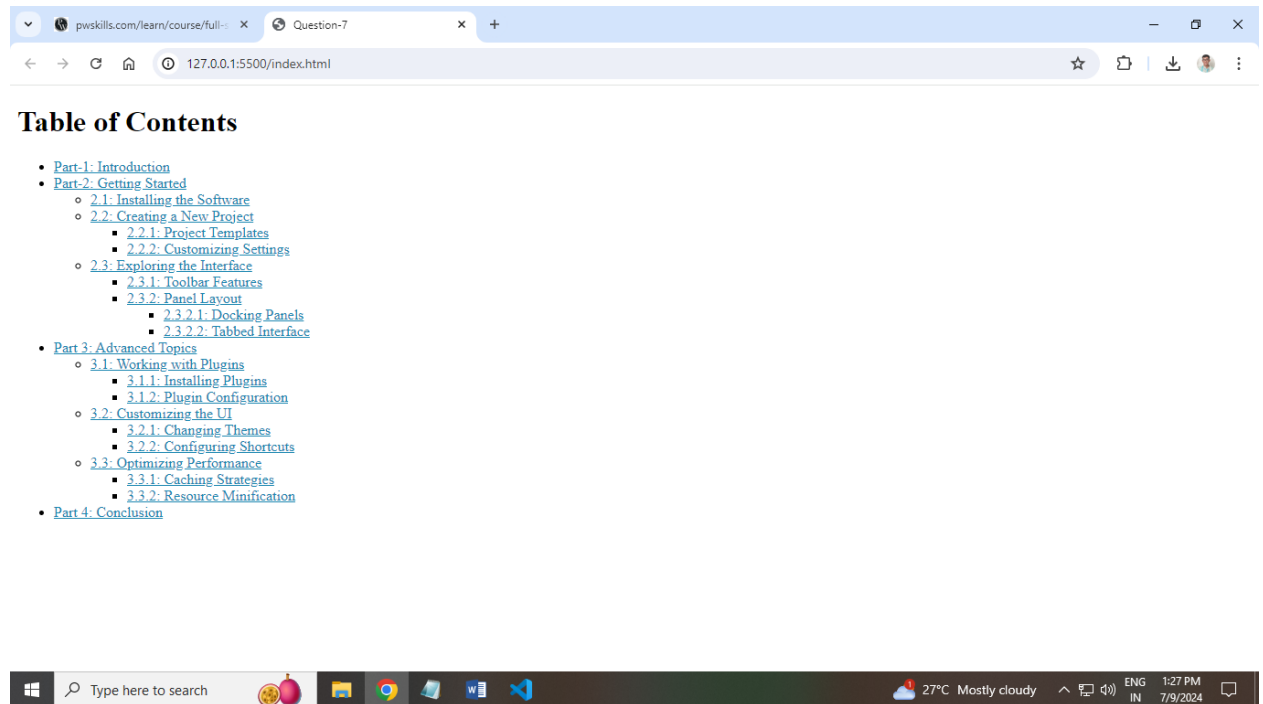 pwskills.com/learn/course/full-s
Question-7
127.0.0.1:5500/index.html
Table of Contents
Part-1: Introduction
Part-2: Getting Started
2.1: Installing the Software
2.2: Creating a New Project
2.2.1: Project Templates
2.2.2: Customizing Settings
2.3: Exploring the Interface
2.3.1: Toolbar Features
2.3.2: Panel Layout
2.3.2.1: Docking Panels
2.3.2.2: Tabbed Interface
Part 3: Advanced Topics
3.1: Working with Plugins
3.1.1: Installing Plugins
3.1.2: Plugin Configuration
3.2: Customizing the UI
3.2.1: Changing Themes
3.2.2: Configuring Shortcuts
3.3: Optimizing Performance
3.3.1: Caching Strategies
3.3.2: Resource Minification
Part 4: Conclusion
Type here to search
W
1
27°C Mostly cloudy
ENG
IN
1:27 PM
7/9/2024